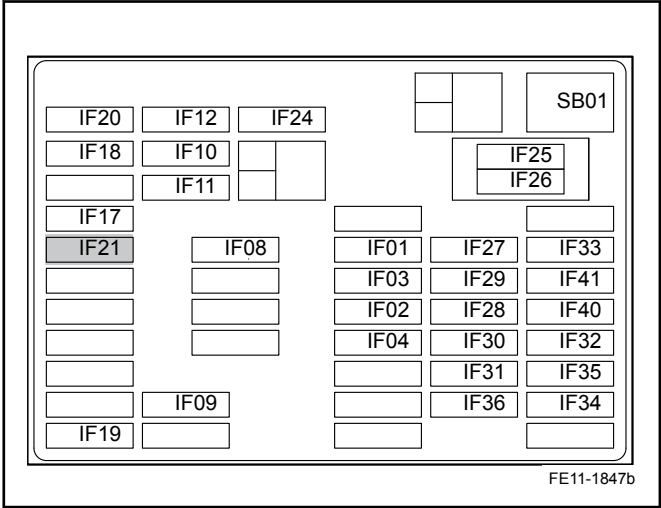 SB01
IF20 IF12 IF24
IF18 IF10 IF25
IF11 IF26
IF17
IF21 IF08 IF01 IF27 IF33
IF03 IF29 IF41
IF02 IF28 IF40
IF04 IF30 IF32
IF31 IF35
IF09 IF36 IF34
IF19
FE11-1847b